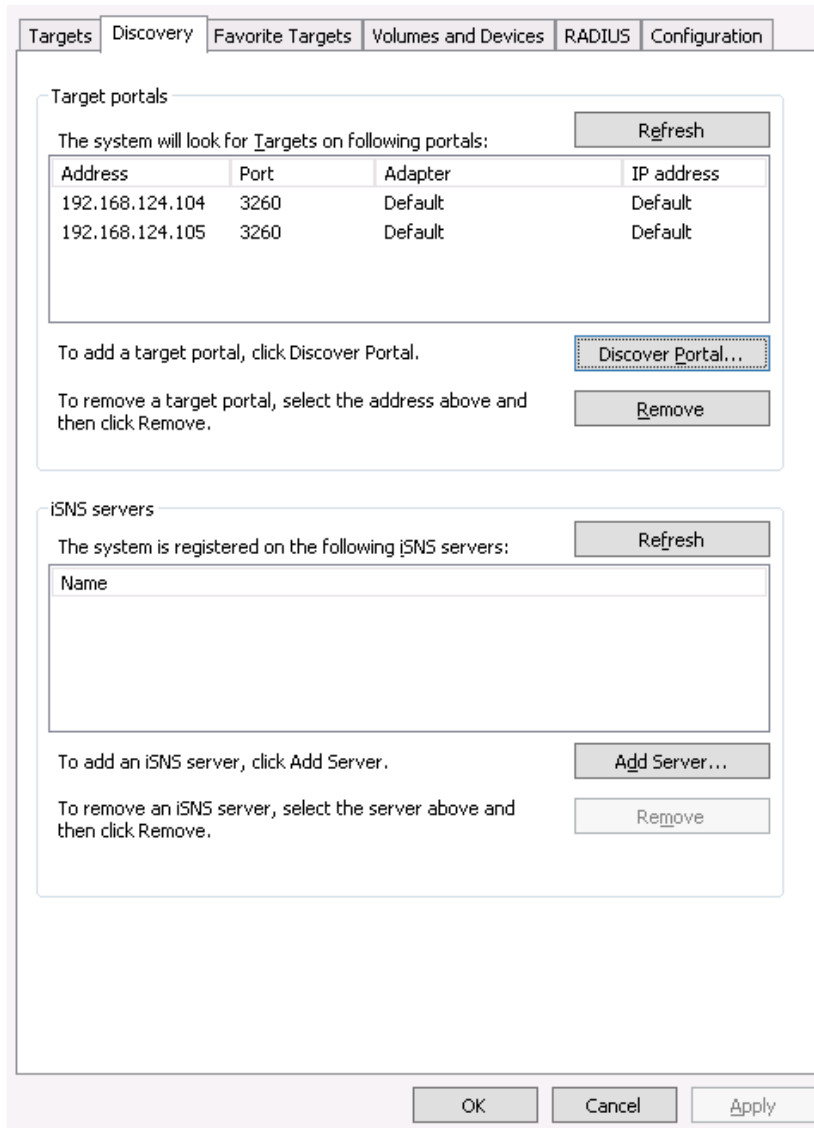 Targets Discovery Favorite Targets Volumes and Devices RADIUS Configuration
Target portals
The system will look for Targets on following portals: Refresh
Address Port Adapter IP address
192.168.124.104 3260 Default Default
192.168.124.105 3260 Default Default
To add a target portal, click Discover Portal. Discover Portal...
To remove a target portal, select the address above and
then click Remove.
Remove
iSNS servers
The system is registered on the following iSNS servers: Refresh
Name
To add an iSNS server, click Add Server. Add Server...
To remove an iSNS server, select the server above and
then click Remove.
Remove
OK Cancel Apply